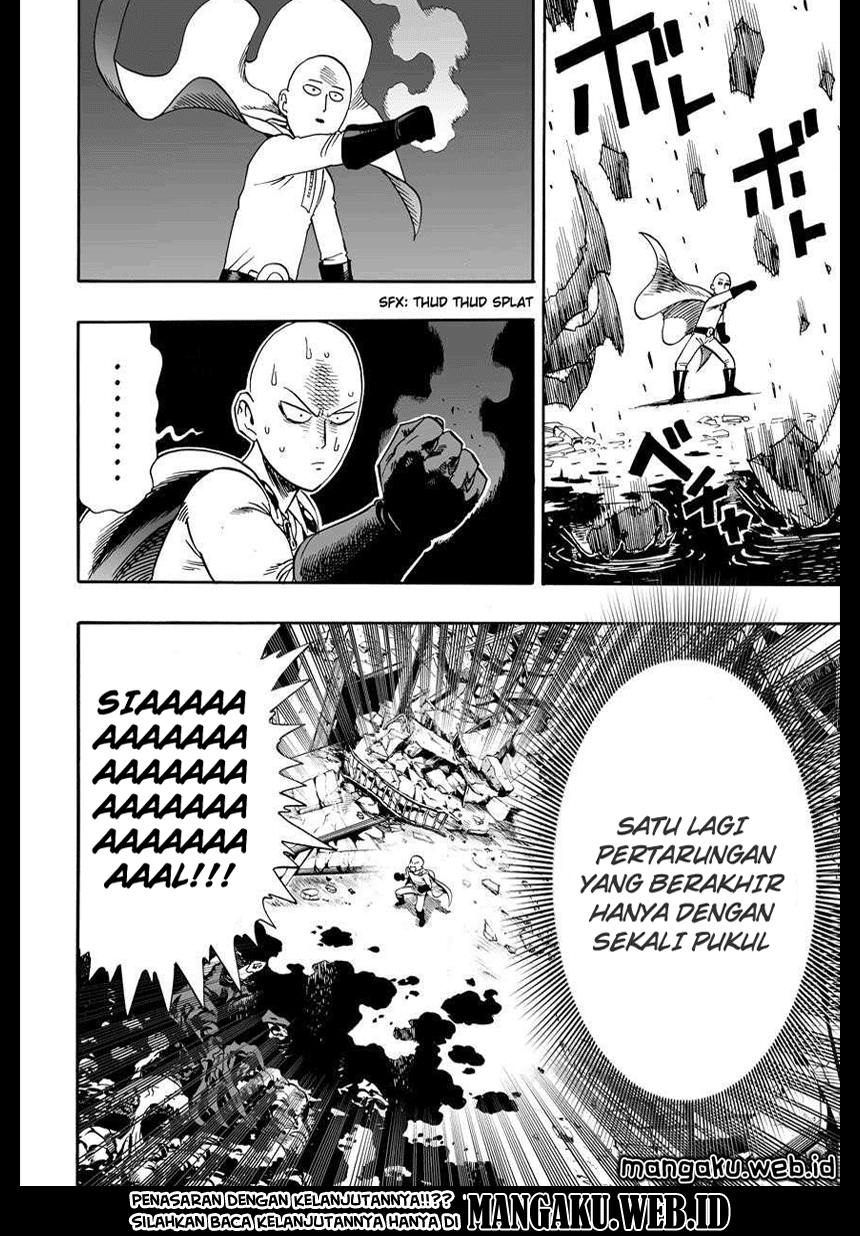 ボト
ボト
ベチャ
SFX: THUD THUD SPLAT
・・・・・・・
SATU LAGI
PERTARUNGAN
YANG BERAKHIR
HANYA DENGAN
SEKALI PUKUL
SIAAAAA
AAAAAAA
AAAAAAA
AAAAAAA
AAAAAAA
AAAL!!!
mangaku.web.id
PENASARAN DENGAN KELANJUTANNYA!!??
SILAHKAN BACA KELANJUTANNYA HANYA DI MANGAKU.WEB.ID